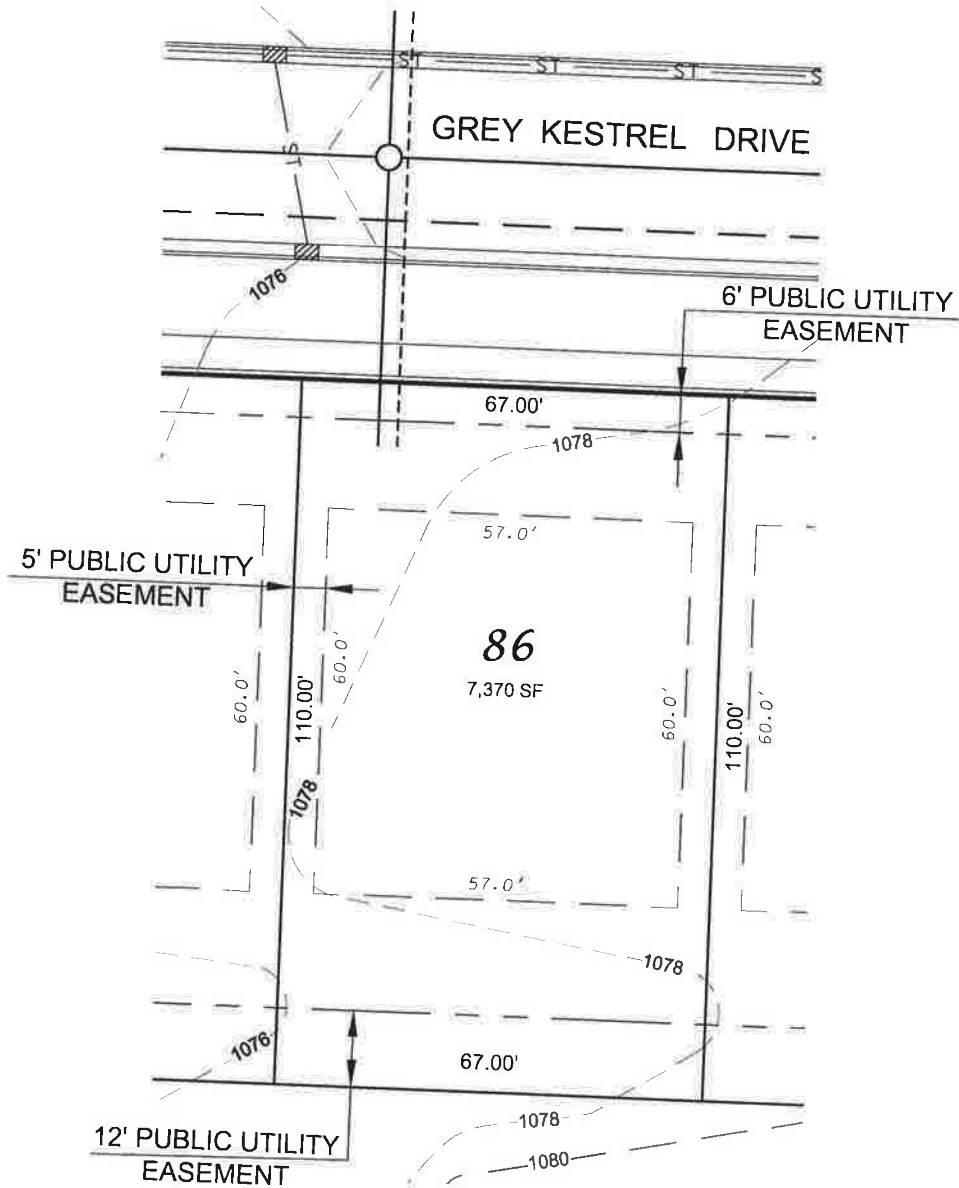 ST ST ST S
GREY KESTREL DRIVE
ST
1076
6' PUBLIC UTILITY
EASEMENT
67.00'
1078
57.0'
5' PUBLIC UTILITY
EASEMENT
86
7,370 SF
60.0'
110.00'
60.0'
60.0'
110.00'
60.0'
1078
57.0'
1078
1076
67.00'
1078
12' PUBLIC UTILITY
EASEMENT
1080